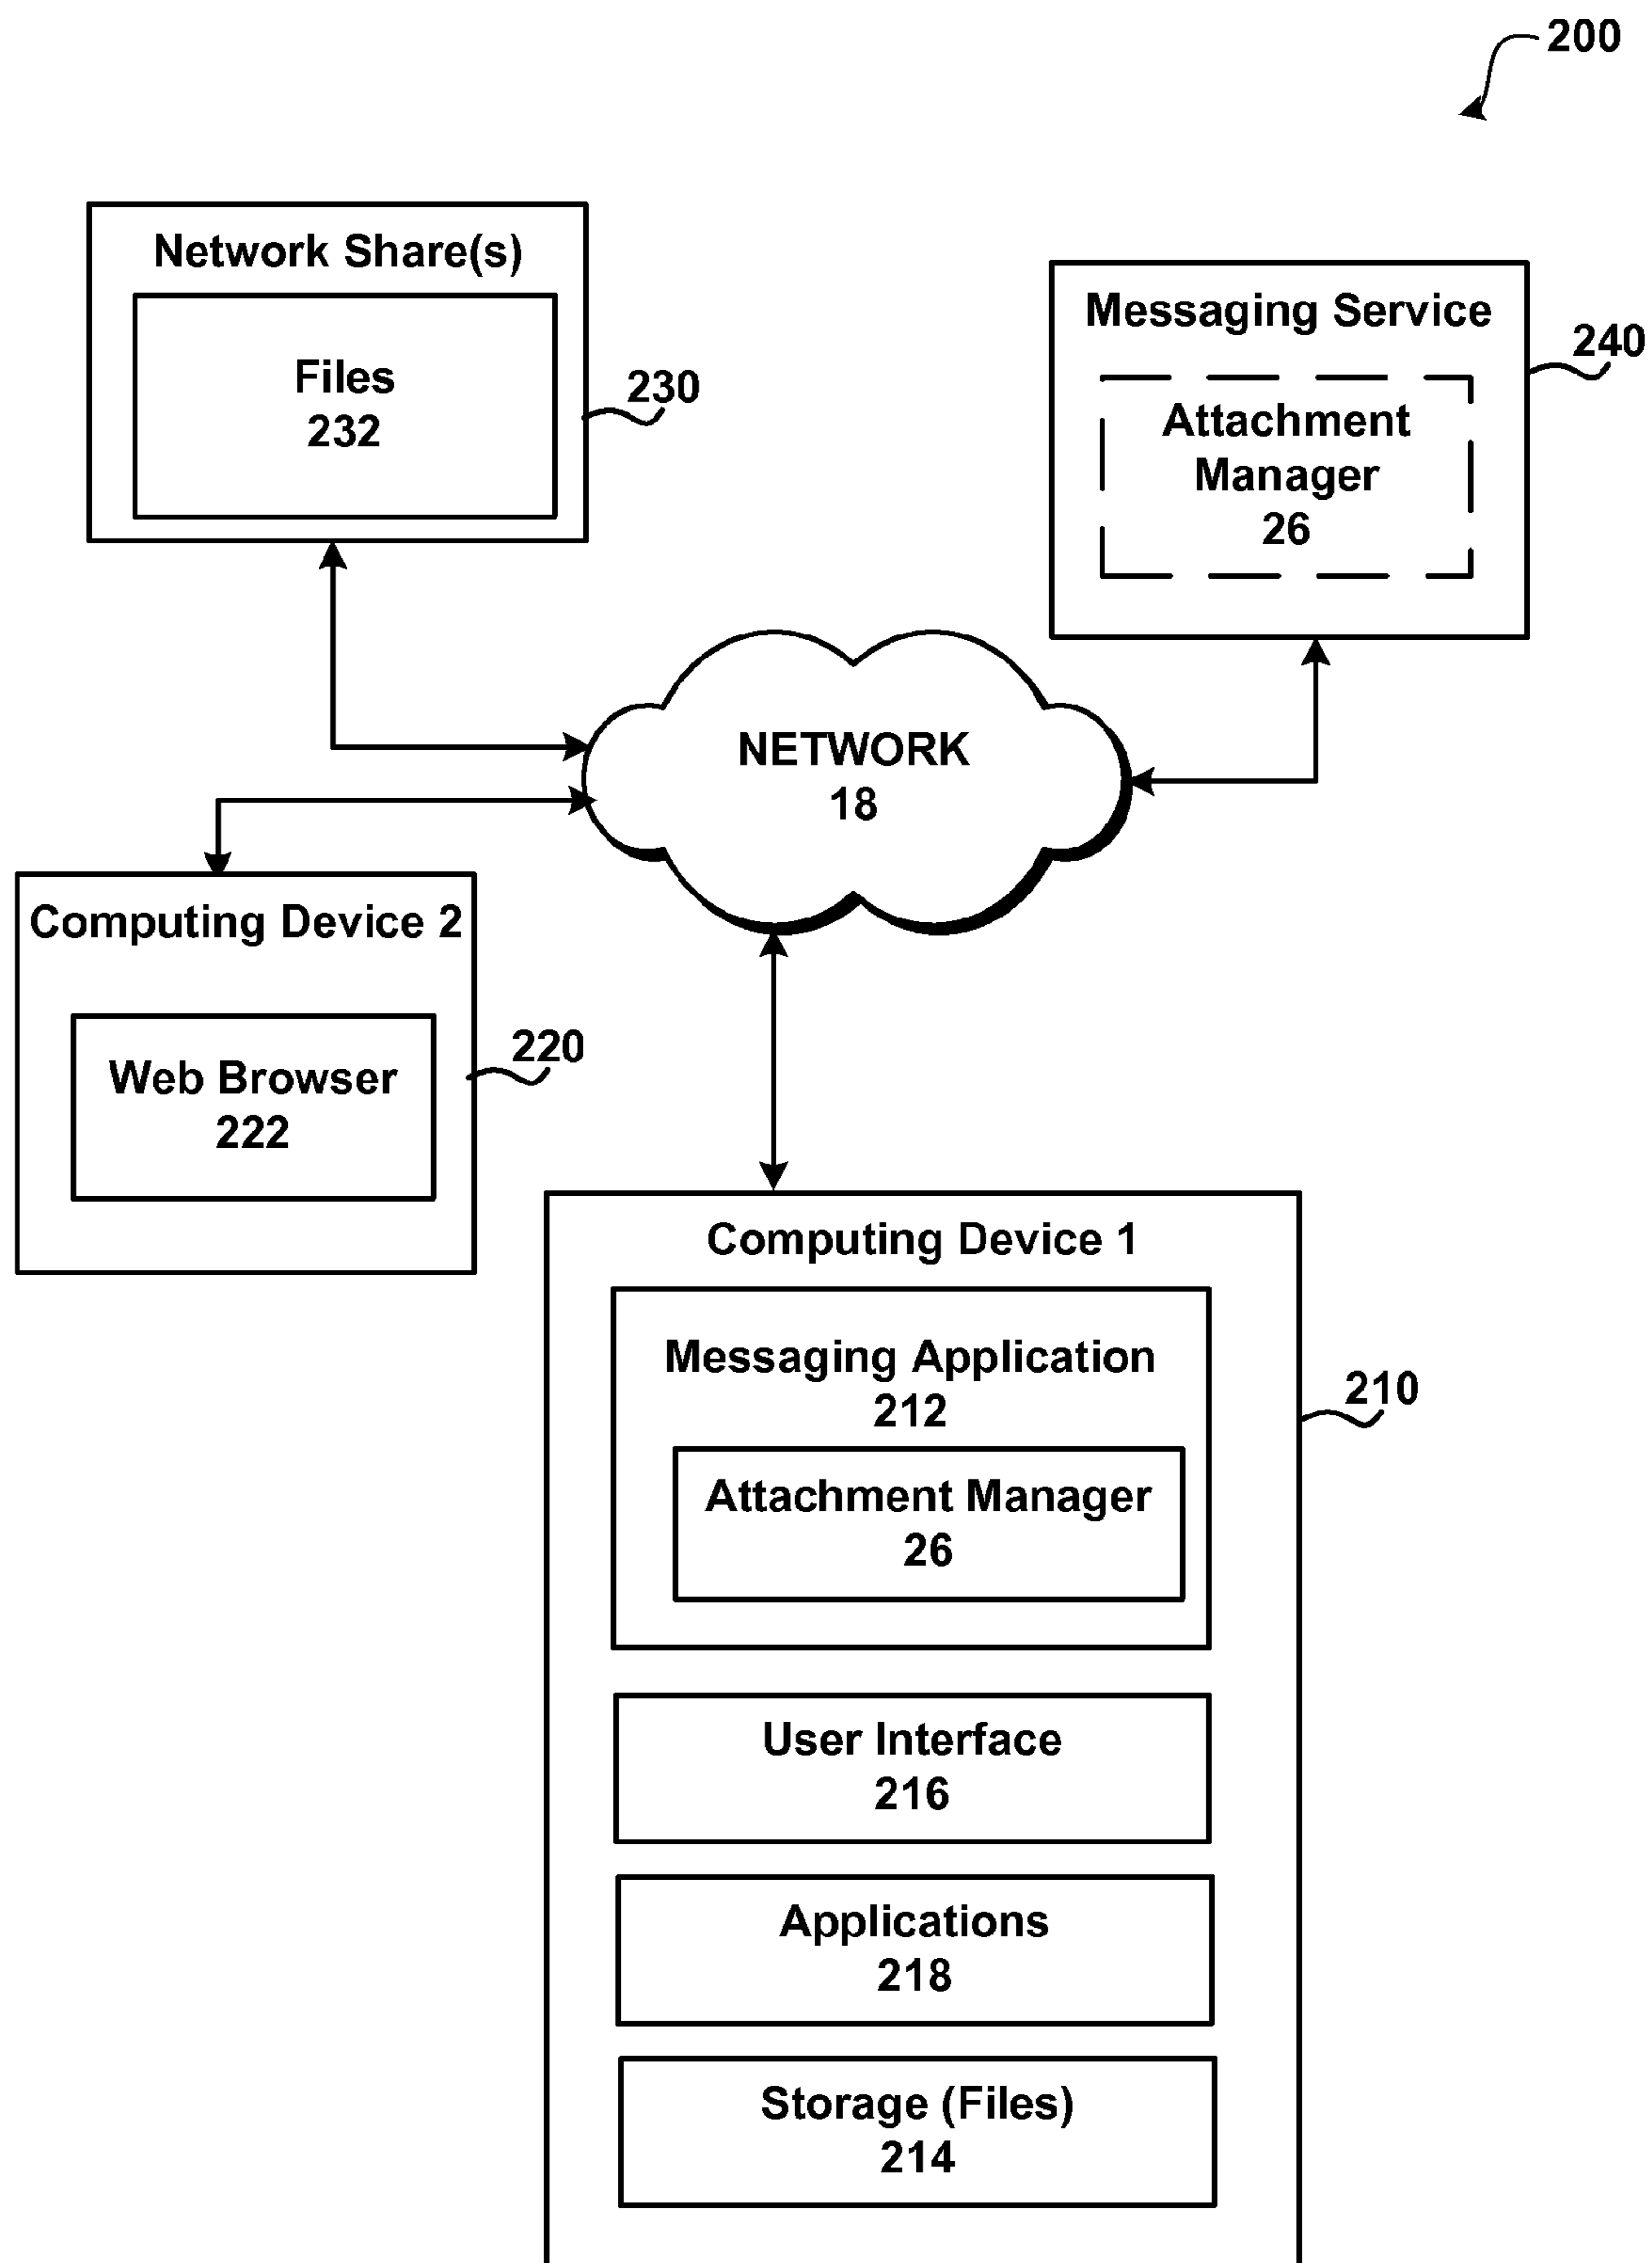 200
Network Share(s)
Files
232
230
Messaging Service
240
Attachment
Manager
26
NETWORK
18
Computing Device 2
Web Browser
222
220
Computing Device 1
Messaging Application
212
210
Attachment Manager
26
User Interface
216
Applications
218
Storage (Files)
214